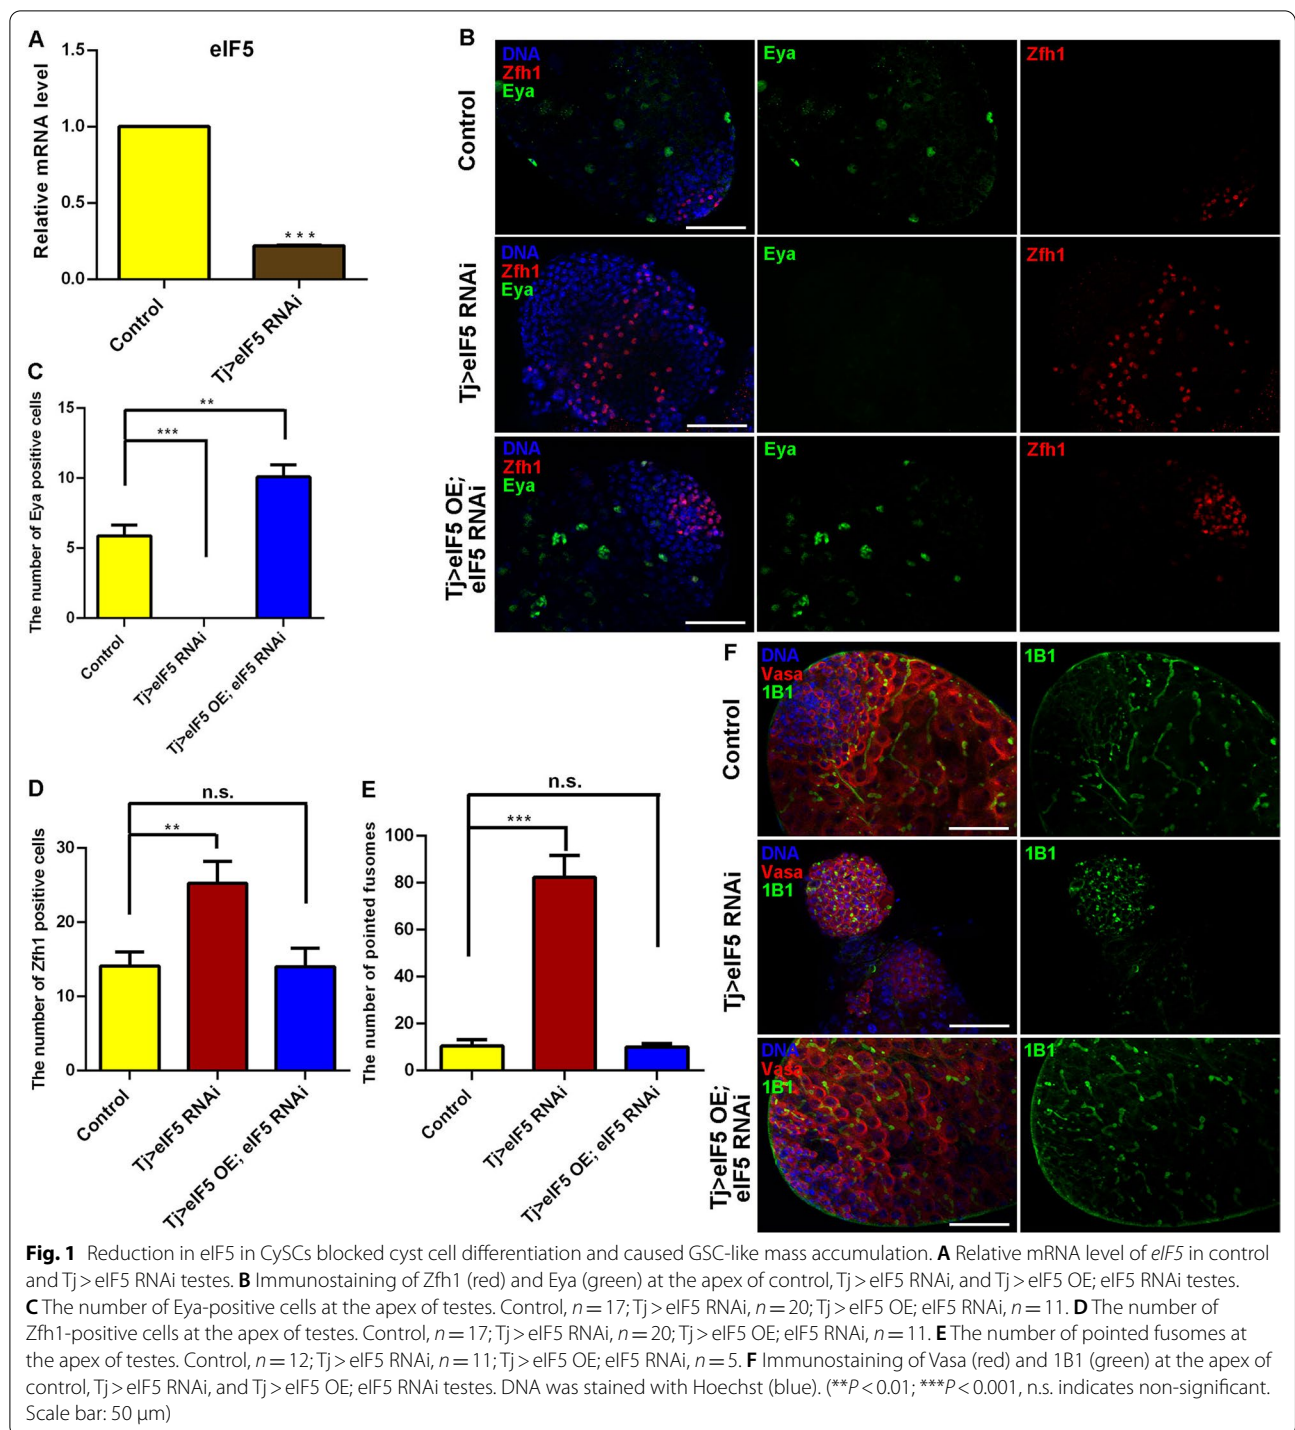 A
eIF5
Relative mRNA level
1.5
1.0
0.5
0.0
***
Control
Tj>eIF5 RNAi
B
Control
DNA
Zfh1
Eya
Eya
Zfh1
Tj>eIF5 RNAi
DNA
Zfh1
Eya
Eya
Zfh1
Tj>eIF5 OE;
eIF5 RNAi
DNA
Zfh1
Eya
Eya
Zfh1
C
The number of Eya positive cells
15
10
5
0
**
***
Control
Tj>eIF5 RNAi
Tj>eIF5 OE; eIF5 RNAi
D
The number of Zfh1 positive cells
30
20
10
0
n.s.
**
Control
Tj>eIF5 RNAi
Tj>eIF5 OE; eIF5 RNAi
E
The number of pointed fusomes
100
80
60
40
20
0
n.s.
***
Control
Tj>eIF5 RNAi
Tj>eIF5 OE; eIF5 RNAi
F
Control
DNA
Vasa
1B1
1B1
Tj>eIF5 RNAi
DNA
Vasa
1B1
1B1
Tj>eIF5 OE;
eIF5 RNAi
DNA
Vasa
1B1
1B1
Fig. 1 Reduction in eIF5 in CySCs blocked cyst cell differentiation and caused GSC-like mass accumulation. A Relative mRNA level of eIF5 in control
and Tj > eIF5 RNAi testes. B Immunostaining of Zfh1 (red) and Eya (green) at the apex of control, Tj > eIF5 RNAi, and Tj > eIF5 OE; eIF5 RNAi testes.
C The number of Eya-positive cells at the apex of testes. Control, n = 17; Tj > eIF5 RNAi, n = 20; Tj > eIF5 OE; eIF5 RNAi, n = 11. D The number of
Zfh1-positive cells at the apex of testes. Control, n = 17; Tj > eIF5 RNAi, n = 20; Tj > eIF5 OE; eIF5 RNAi, n = 11. E The number of pointed fusomes at
the apex of testes. Control, n = 12; Tj > eIF5 RNAi, n = 11; Tj > eIF5 OE; eIF5 RNAi, n = 5. F Immunostaining of Vasa (red) and 1B1 (green) at the apex of
control, Tj > eIF5 RNAi, and Tj > eIF5 OE; eIF5 RNAi testes. DNA was stained with Hoechst (blue). (**P < 0.01; ***P < 0.001, n.s. indicates non-significant.
Scale bar: 50 µm)